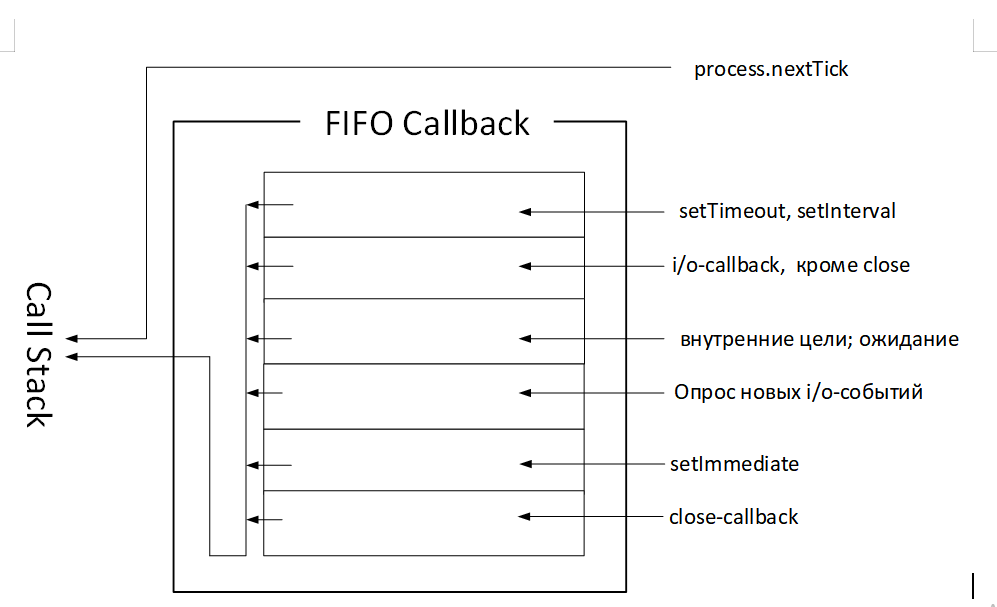 process.nextTick
FIFO Callback
setTimeout, setInterval
i/o-callback, кроме close
Call Stack
внутренние цели; ожидание
Опрос новых i/o-событий
setImmediate
close-callback